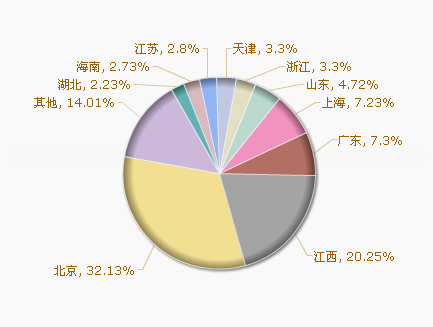 江苏, 2.8%
天津, 3.3%
海南, 2.73%
浙江, 3.3%
湖北, 2.23%
山东, 4.72%
其他, 14.01%
上海, 7.23%
广东, 7.3%
江西, 20.25%
北京, 32.13%